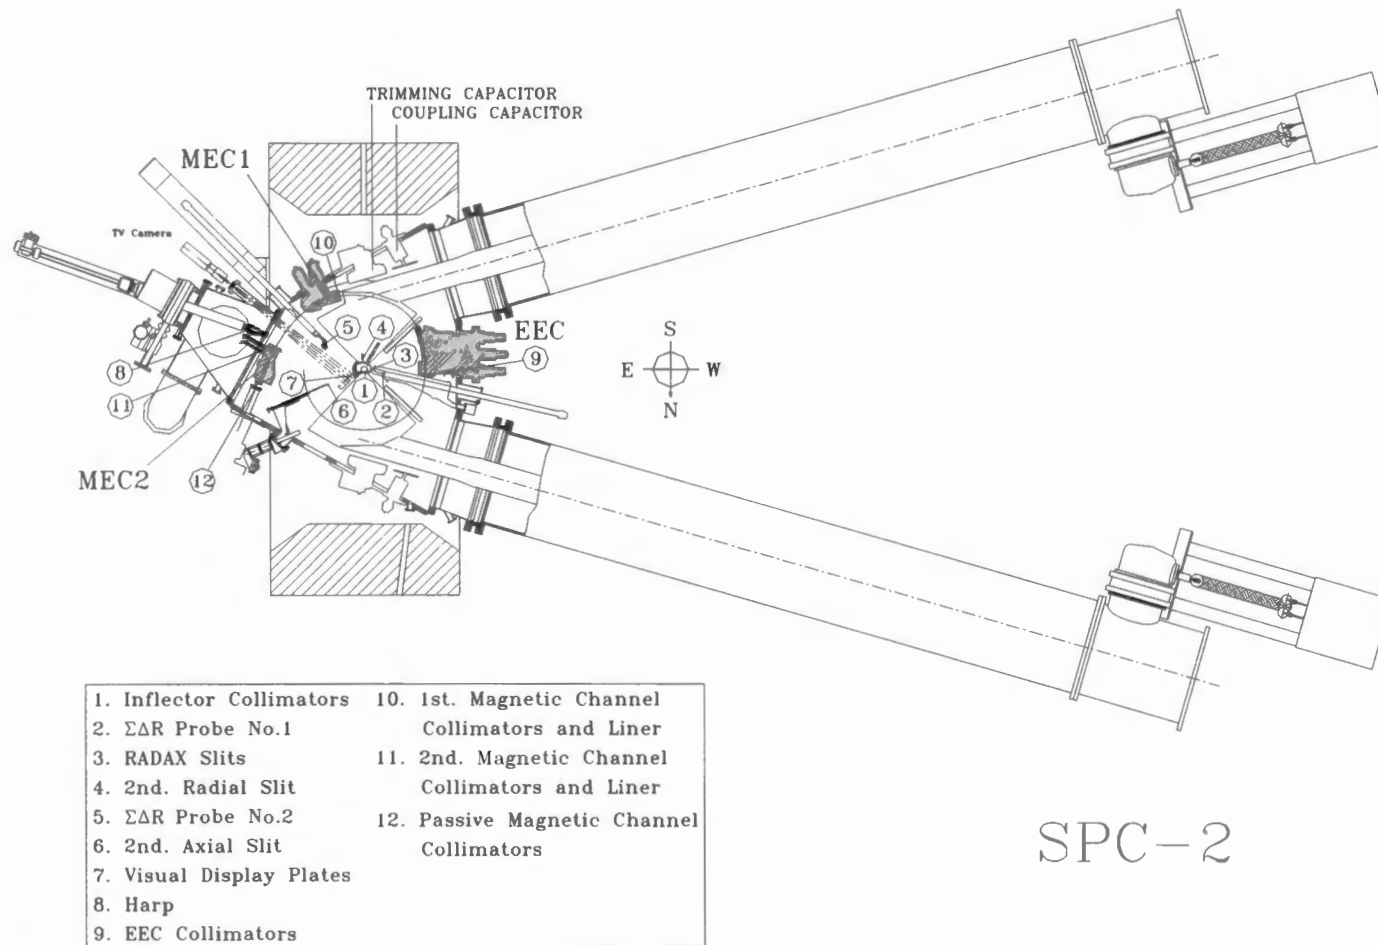 TRIMMING CAPACITOR
COUPLING CAPACITOR
MEC1
TV Camera
10
5
4
EEC
3
9
8
7
1
11
6
2
MEC2
12
S
E W
N
1. Inflector Collimators
2. ΣΔR Probe No.1
3. RADAX Slits
4. 2nd. Radial Slit
5. ΣΔR Probe No.2
6. 2nd. Axial Slit
7. Visual Display Plates
8. Harp
9. EEC Collimators
10. 1st. Magnetic Channel
Collimators and Liner
11. 2nd. Magnetic Channel
Collimators and Liner
12. Passive Magnetic Channel
Collimators
SPC-2